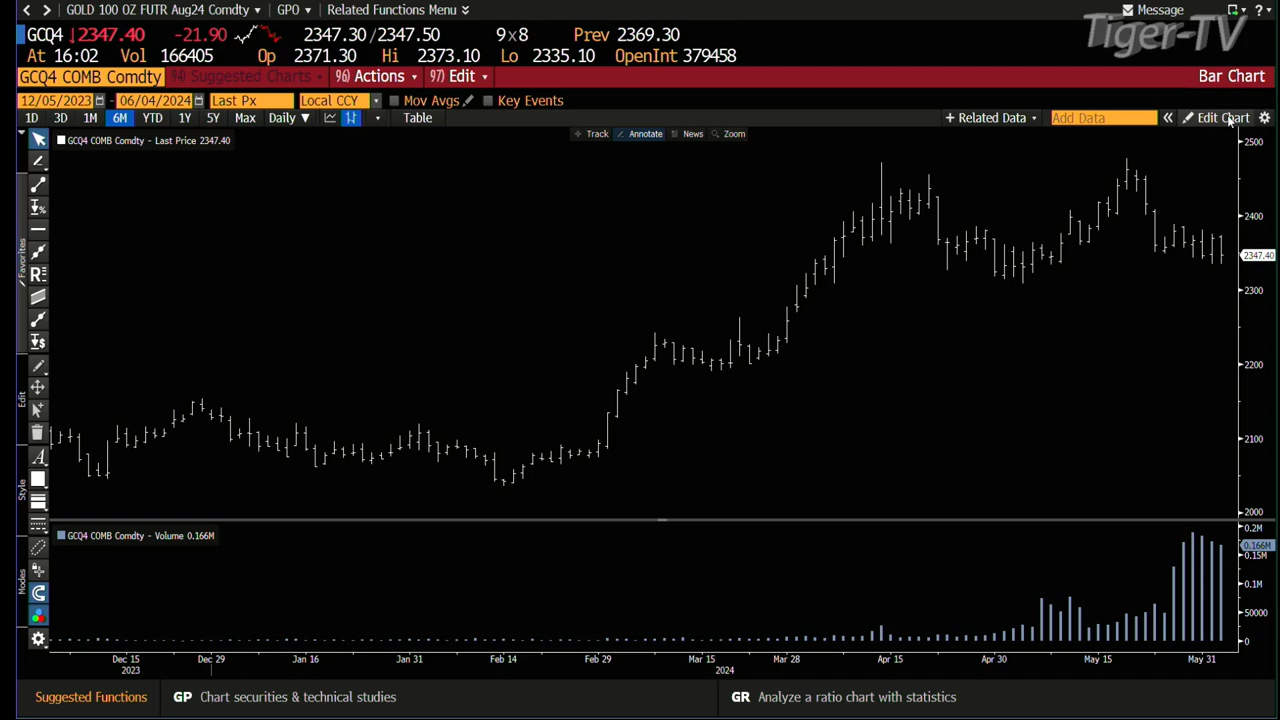 GOLD 100 OZ FUTR Aug24 Comdty GPO Related Functions Menu Message ?
Tiger-TV
GCQ4 ↓2347.40 -21.90 2347.30/2347.50 9×8 Prev 2369.30
At 16:02 Vol 166405 Op 2371.30 Hi 2373.10 Lo 2335.10 OpenInt 379458
GCQ4 COMB Comdty 94) Suggested Charts 96) Actions 97) Edit Bar Chart
12/05/2023 - 06/04/2024 Last Px Local CCY Mov Avgs Key Events
1D 3D 1M 6M YTD 1Y 5Y Max Daily ▼ Table + Related Data Add Data « Edit Chart
Track Annotate News Zoom
GCQ4 COMB Comdty - Last Price 2347.40
2500
2400
2347.40
2300
2200
2100
2000
Favorites
Edit
Style
Modes
GCQ4 COMB Comdty - Volume 0.166M
0.2M
0.166M
0.15M
0.1M
50000
0
Dec 15 Dec 29 Jan 16 Jan 31 Feb 14 Feb 29 Mar 15 Mar 28 Apr 15 Apr 30 May 15 May 31
2023 2024
Suggested Functions GP Chart securities & technical studies GR Analyze a ratio chart with statistics